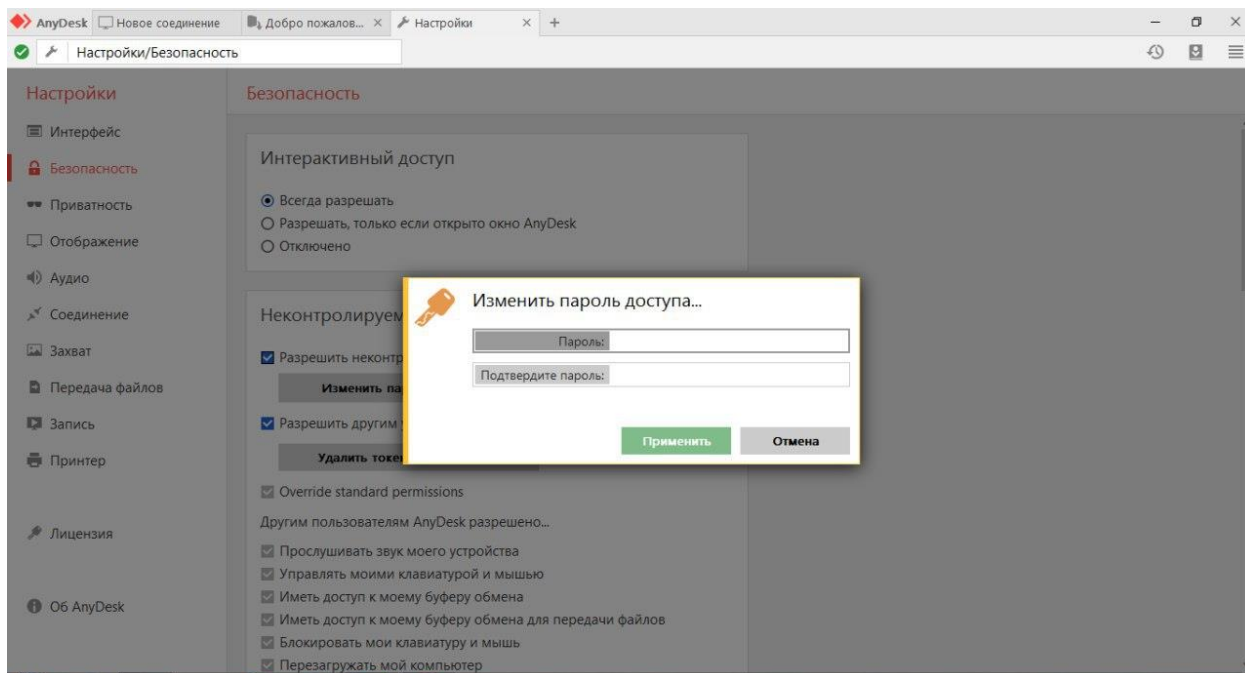 AnyDesk Новое соединение Добро пожалов... Настройки
Настройки/Безопасность
Настройки
Безопасность
Интерфейс
Безопасность
Приватность
Отображение
Аудио
Соединение
Захват
Передача файлов
Запись
Принтер
Лицензия
Об AnyDesk
Интерактивный доступ
Всегда разрешать
Разрешать, только если открыто окно AnyDesk
Отключено
Неконтролируем
Разрешить неконтр
Изменить па
Разрешить другим
Удалить токе
Override standard permissions
Другим пользователям AnyDesk разрешено...
Прослушивать звук моего устройства
Управлять моими клавиатурой и мышью
Иметь доступ к моему буферу обмена
Иметь доступ к моему буферу обмена для передачи файлов
Блокировать мои клавиатуру и мышь
Перезагружать мой компьютер
Изменить пароль доступа...
Пароль:
Подтвердите пароль:
Применить Отмена